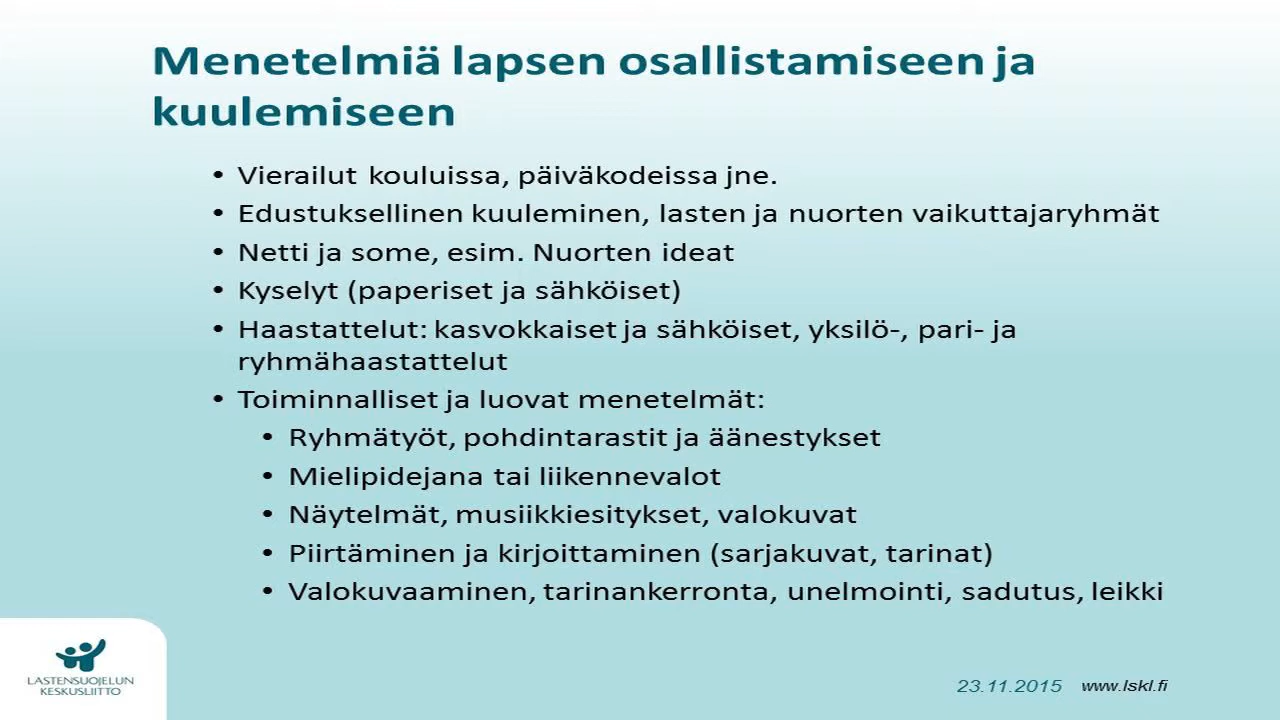 Menetelmiä lapsen osallistamiseen ja
kuulemiseen
• Vierailut kouluissa, päiväkodeissa jne.
• Edustuksellinen kuuleminen, lasten ja nuorten vaikuttajaryhmät
• Netti ja some, esim. Nuorten ideat
• Kyselyt (paperiset ja sähköiset)
• Haastattelut: kasvokkaiset ja sähköiset, yksilö-, pari- ja
ryhmähaastattelut
• Toiminnalliset ja luovat menetelmät:
• Ryhmätyöt, pohdintarastit ja äänestykset
• Mielipidejana tai liikennevalot
• Näytelmät, musiikkiesitykset, valokuvat
• Piirtäminen ja kirjoittaminen (sarjakuvat, tarinat)
• Valokuvaaminen, tarinankerronta, unelmointi, sadutus, leikki
LASTENSUOJELUN
KESKUSLIITTO
23.11.2015 www.lskl.fi